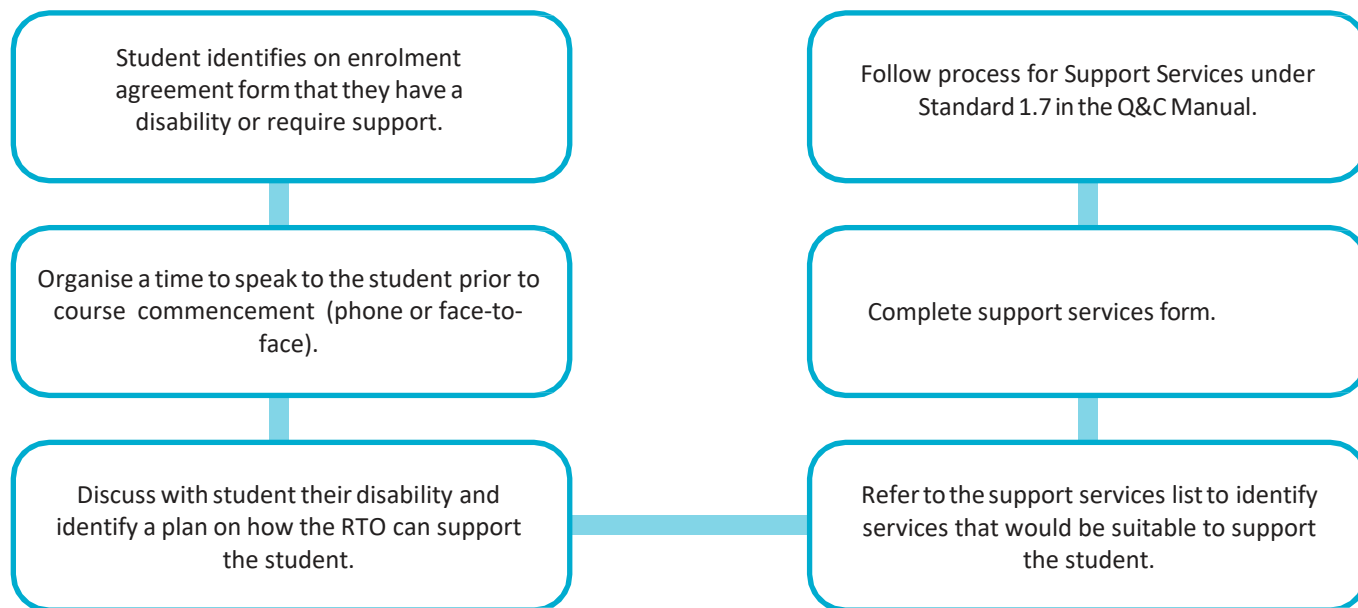 Student identifies on enrolment
agreement form that they have a
disability or require support.
Organise a time to speak to the student prior to
course commencement (phone or face-to-
face).
Discuss with student their disability and
identify a plan on how the RTO can support
the student.
Refer to the support services list to identify
services that would be suitable to support
the student.
Complete support services form.
Follow process for Support Services under
Standard 1.7 in the Q&C Manual.